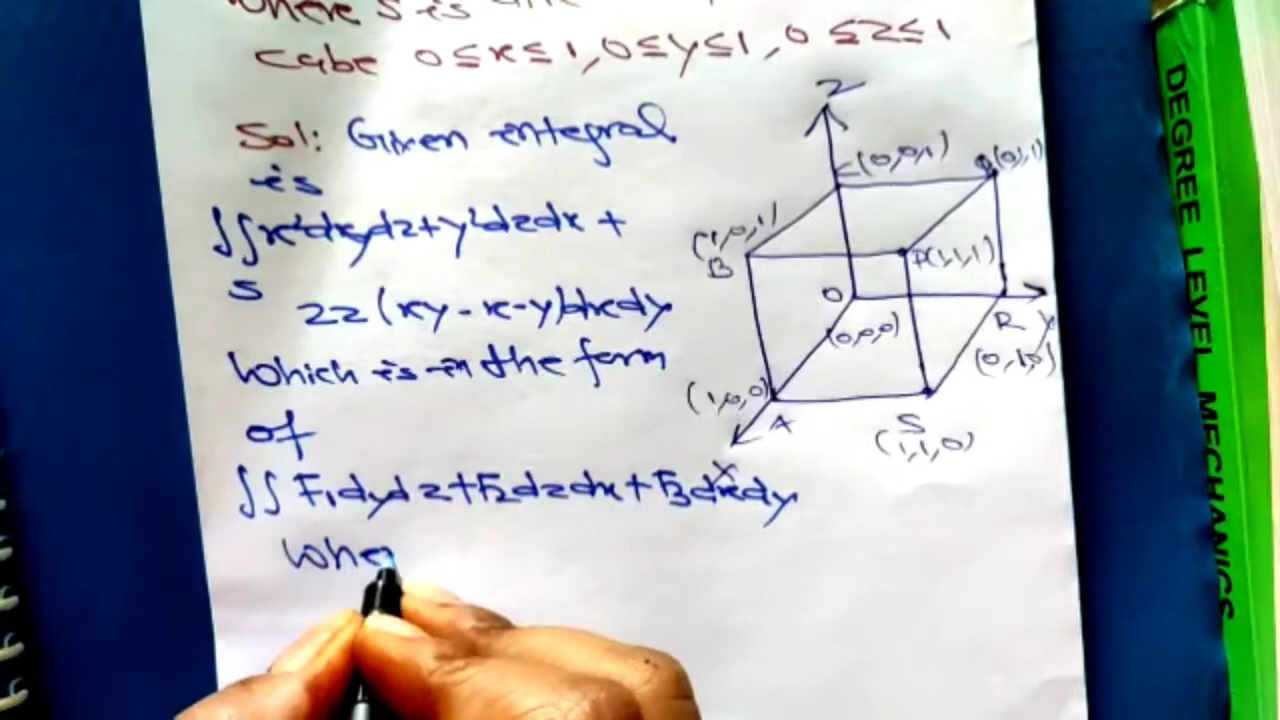 where S is the
cube 0≤x≤1, 0≤y≤1, 0≤z≤1
Sol: Given integral
is
∬x²dydz+y²dzdx +
S
2z(xy-x-y)dxdy
which is in the form
of
∬ F₁dydz+F₂dzdx+F₃dxdy
Whe
Z
C(0,0,1)
Q(0,1,1)
(1,0,1)
B
P(1,1,1)
O
(0,0,0)
R
Y
(0,1,0)
(1,0,0)
A
S
(1,1,0)
X
DEGREE LEVEL MECHANICS